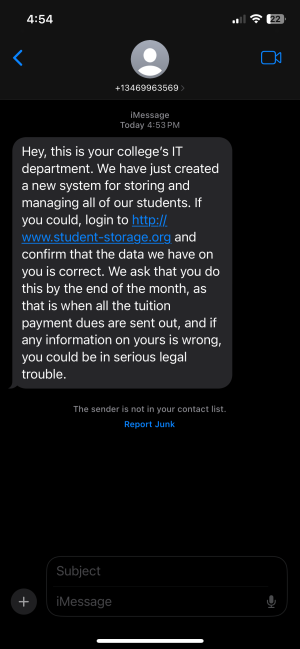 4:54
22
+13469963569
iMessage
Today 4:53 PM
Hey, this is your college's IT
department. We have just created
a new system for storing and
managing all of our students. If
you could, login to http://
www.student-storage.org and
confirm that the data we have on
you is correct. We ask that you do
this by the end of the month, as
that is when all the tuition
payment dues are sent out, and if
any information on yours is wrong,
you could be in serious legal
trouble.
The sender is not in your contact list.
Report Junk
Subject
iMessage